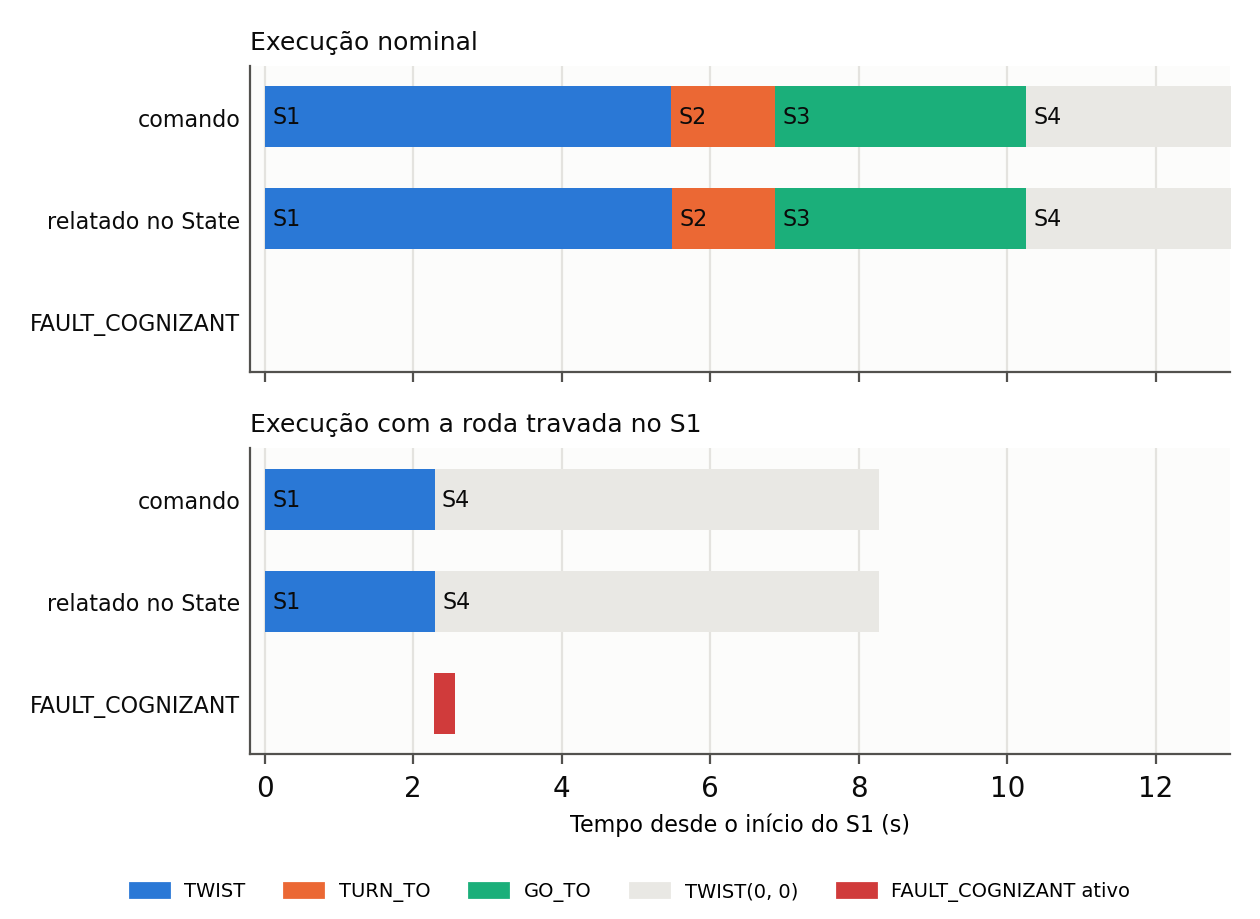 Execução nominal
comando
S1 S2 S3 S4
relatado no State
S1 S2 S3 S4
FAULT_COGNIZANT
Execução com a roda travada no S1
comando
S1 S4
relatado no State
S1 S4
FAULT_COGNIZANT
0 2 4 6 8 10 12
Tempo desde o início do S1 (s)
TWIST TURN_TO GO_TO TWIST(0, 0) FAULT_COGNIZANT ativo